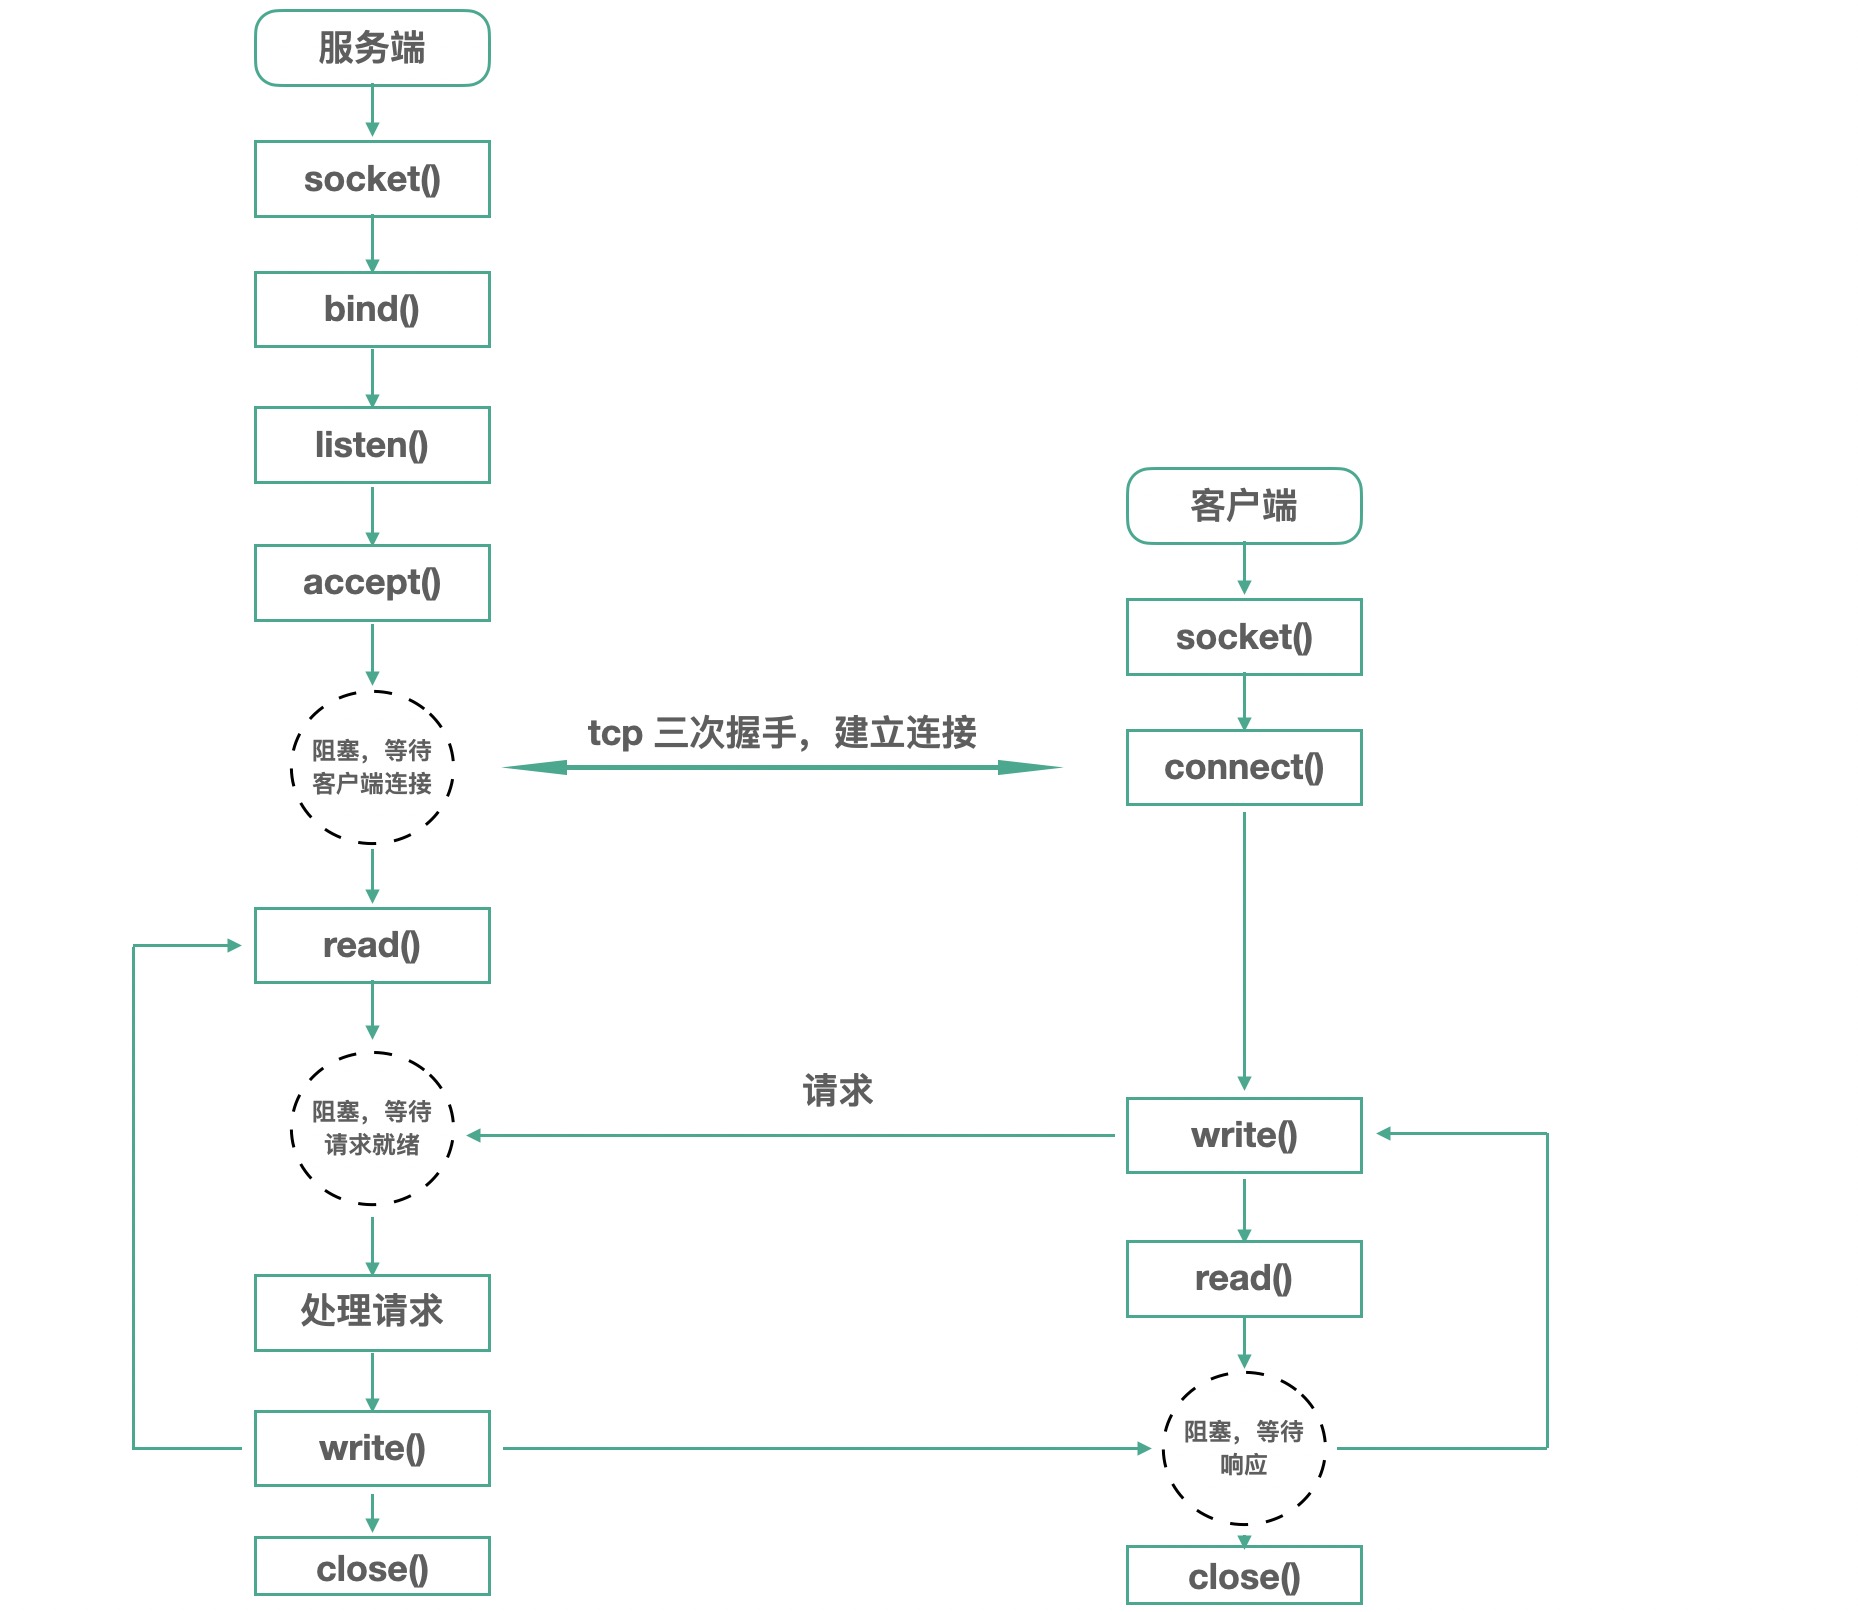 服务端
socket()
bind()
listen()
accept()
阻塞，等待
客户端连接
read()
阻塞，等待
请求就绪
处理请求
write()
close()
tcp 三次握手，建立连接
请求
客户端
socket()
connect()
write()
read()
阻塞，等待
响应
close()